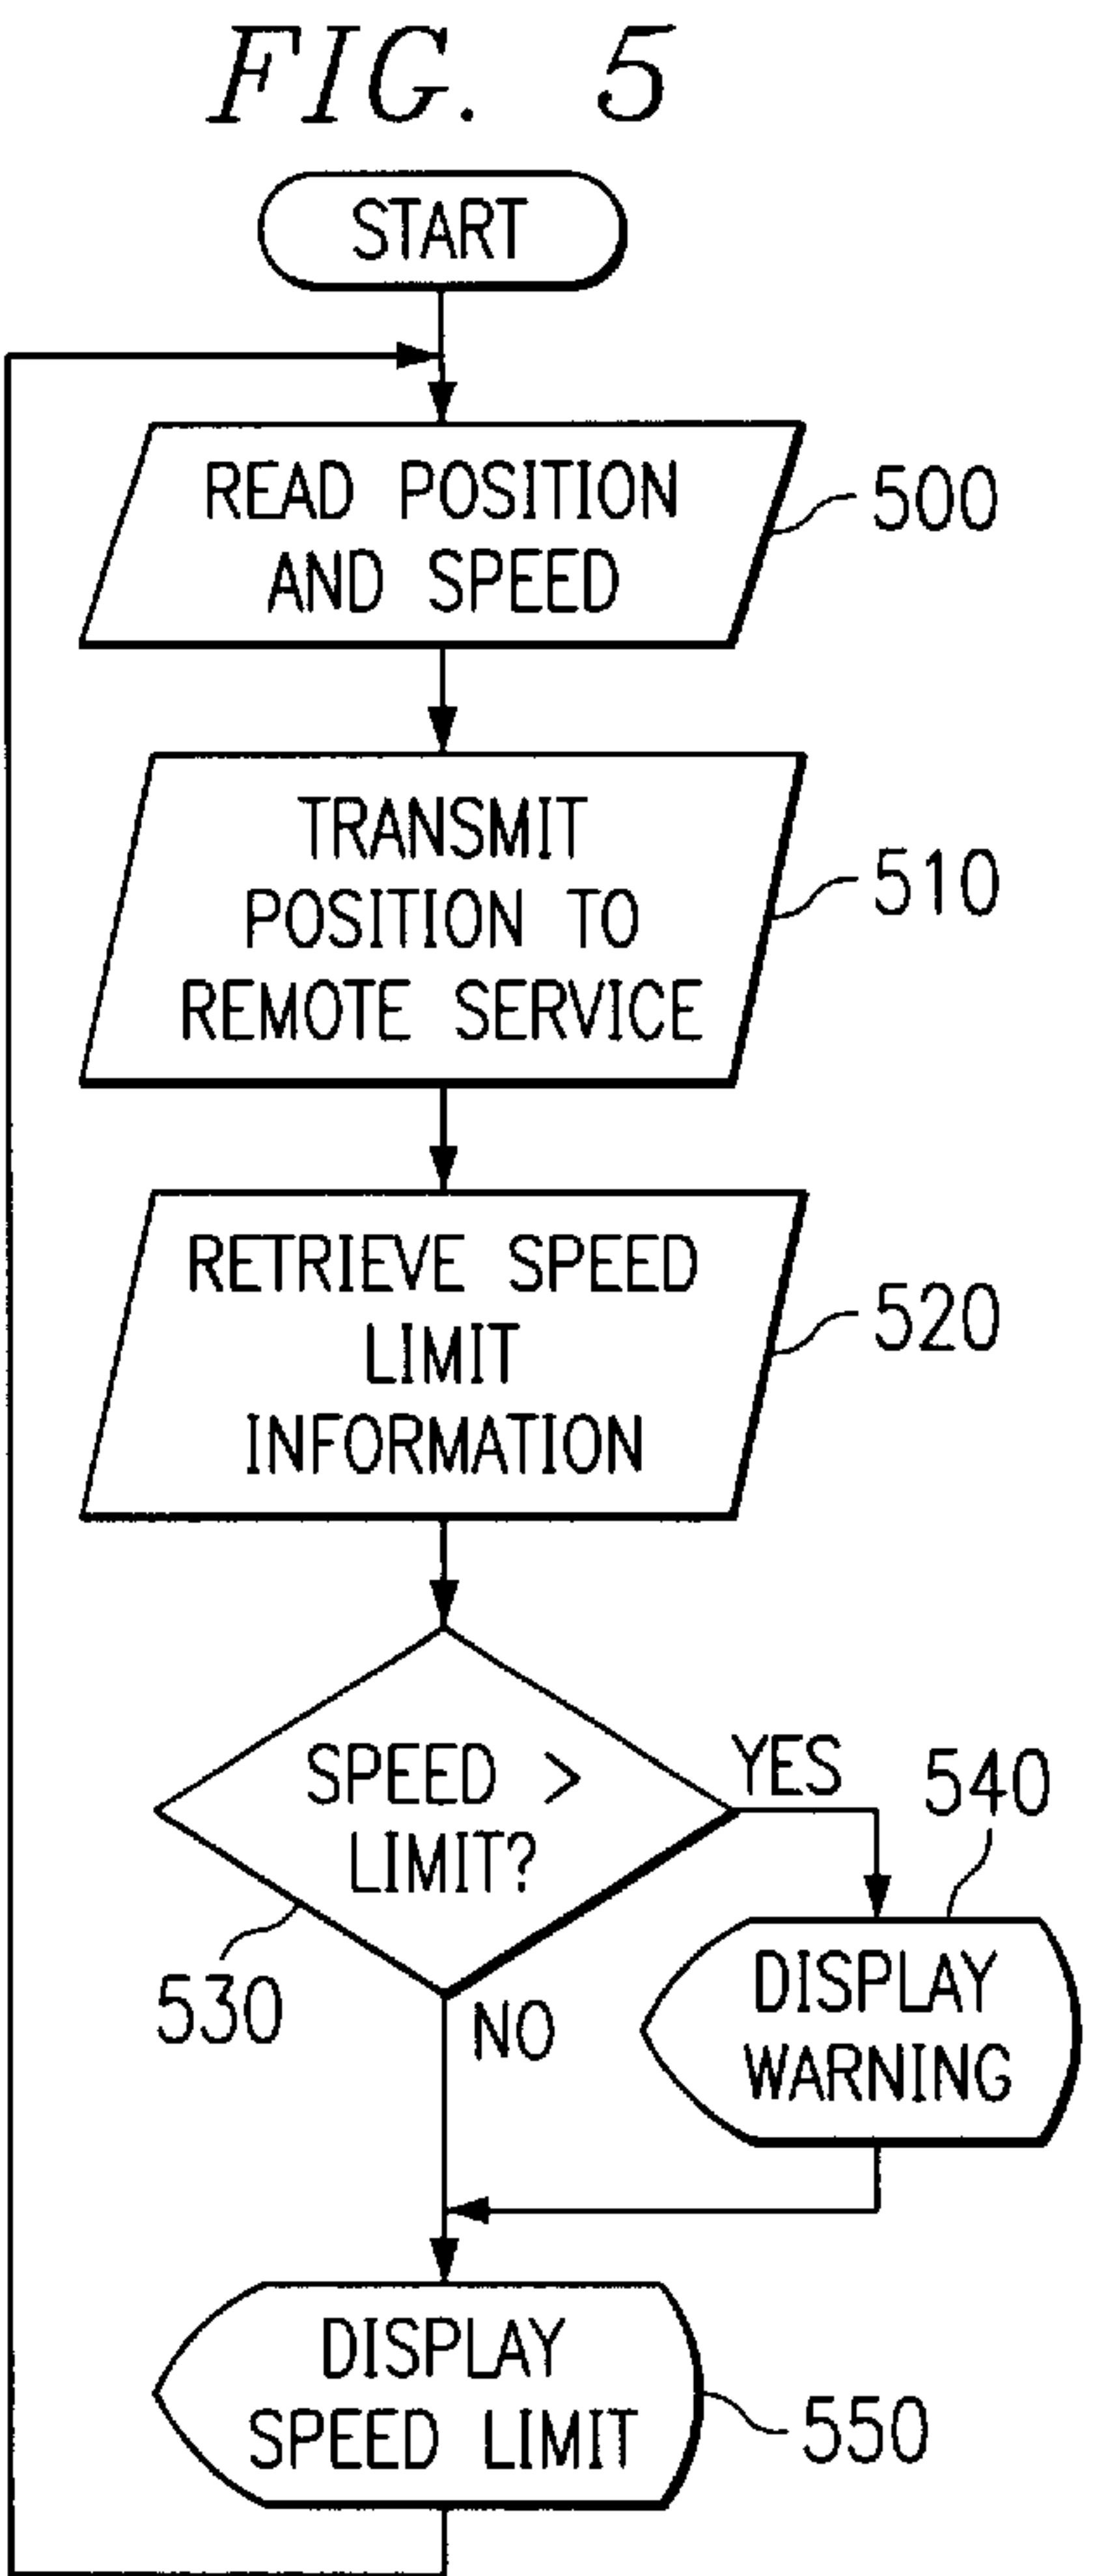 FIG. 5
START
READ POSITION
AND SPEED
500
TRANSMIT
POSITION TO
REMOTE SERVICE
510
RETRIEVE SPEED
LIMIT
INFORMATION
520
SPEED >
LIMIT?
530
YES
540
NO
DISPLAY
WARNING
DISPLAY
SPEED LIMIT
550